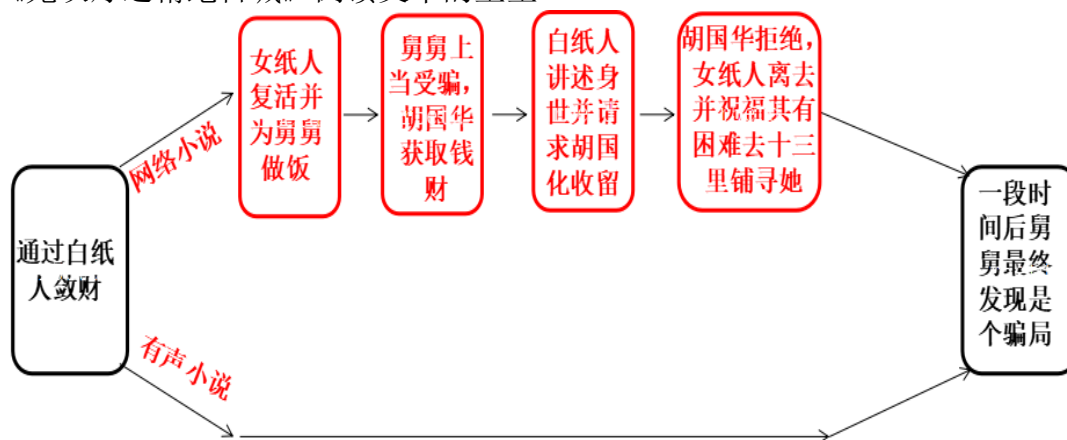 网络小说
女纸人
复活并
为舅舅
做饭
舅舅上
当受骗,
胡国华
获取钱
财
白纸人
讲述身
世并请
求胡国
化收留
胡国华拒绝,
女纸人离去
并祝福其有
困难去十三
里铺寻她
通过白纸
人敛财
有声小说
一段时
间后舅
舅最终
发现是
个骗局